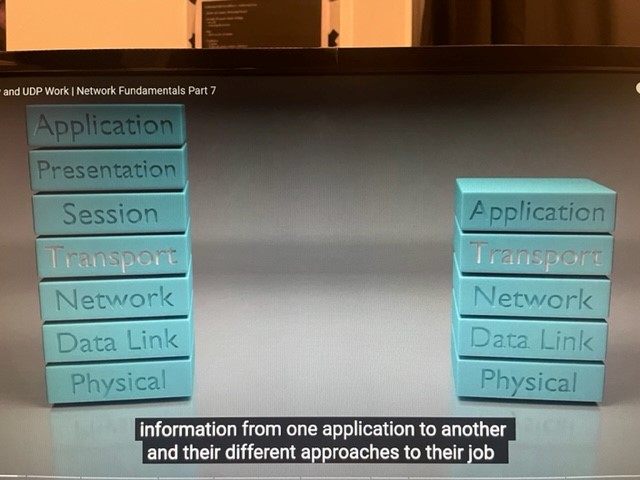 and UDP Work | Network Fundamentals Part 7
Application
Presentation
Session
Transport
Network
Data Link
Physical
Application
Transport
Network
Data Link
Physical
information from one application to another
and their different approaches to their job